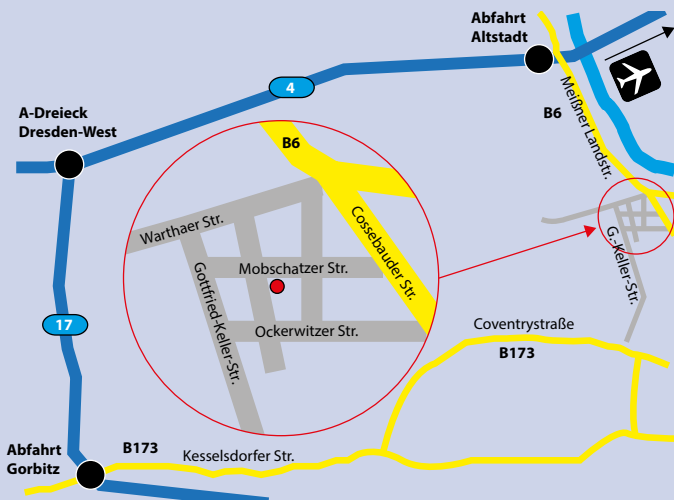 Abfahrt
Altstadt
4
A-Dreieck
Dresden-West
B6
Meißner Landstr.
B6
Warthaer Str.
Cossebauder Str.
Mobschatzer Str.
Gottfried-Keller-Str.
G.-Keller-Str.
17
Ockerwitzer Str.
Coventrystraße
B173
Abfahrt
Gorbitz
B173
Kesselsdorfer Str.